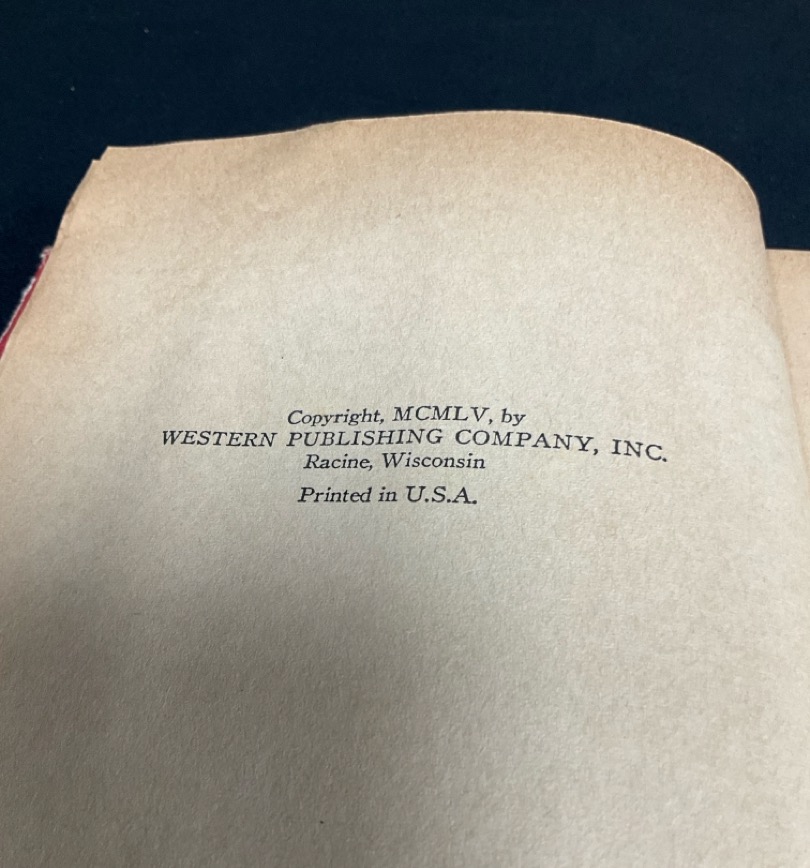 Copyright, MCMLV, by
WESTERN PUBLISHING COMPANY, INC.
Racine, Wisconsin
Printed in U.S.A.